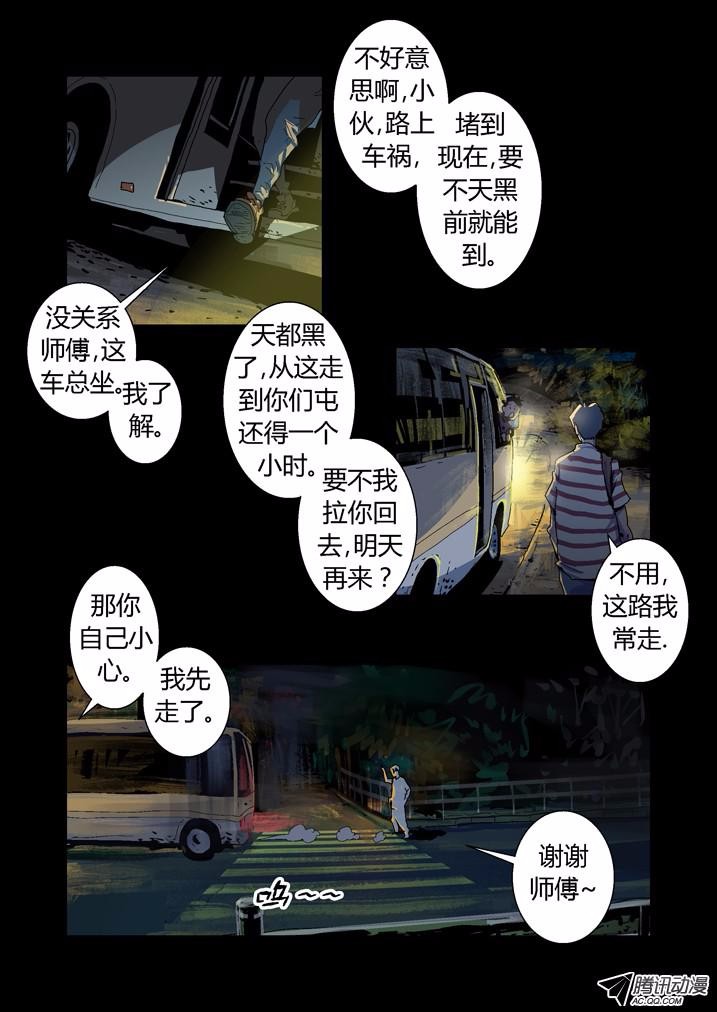 不好意
思啊,小
伙,路上
车祸,
堵到
现在,要
不天黑
前就能
到。
没关系
师傅,这
车总坐。
我了
解。
天都黑
了,从这走
到你们屯
还得一个
小时。
要不我
拉你回
去,明天
再来?
不用,
这路我
常走.
那你
自己小
心。
我先
走了。
谢谢
师傅~
呜~~
腾讯动漫
AC.QQ.COM